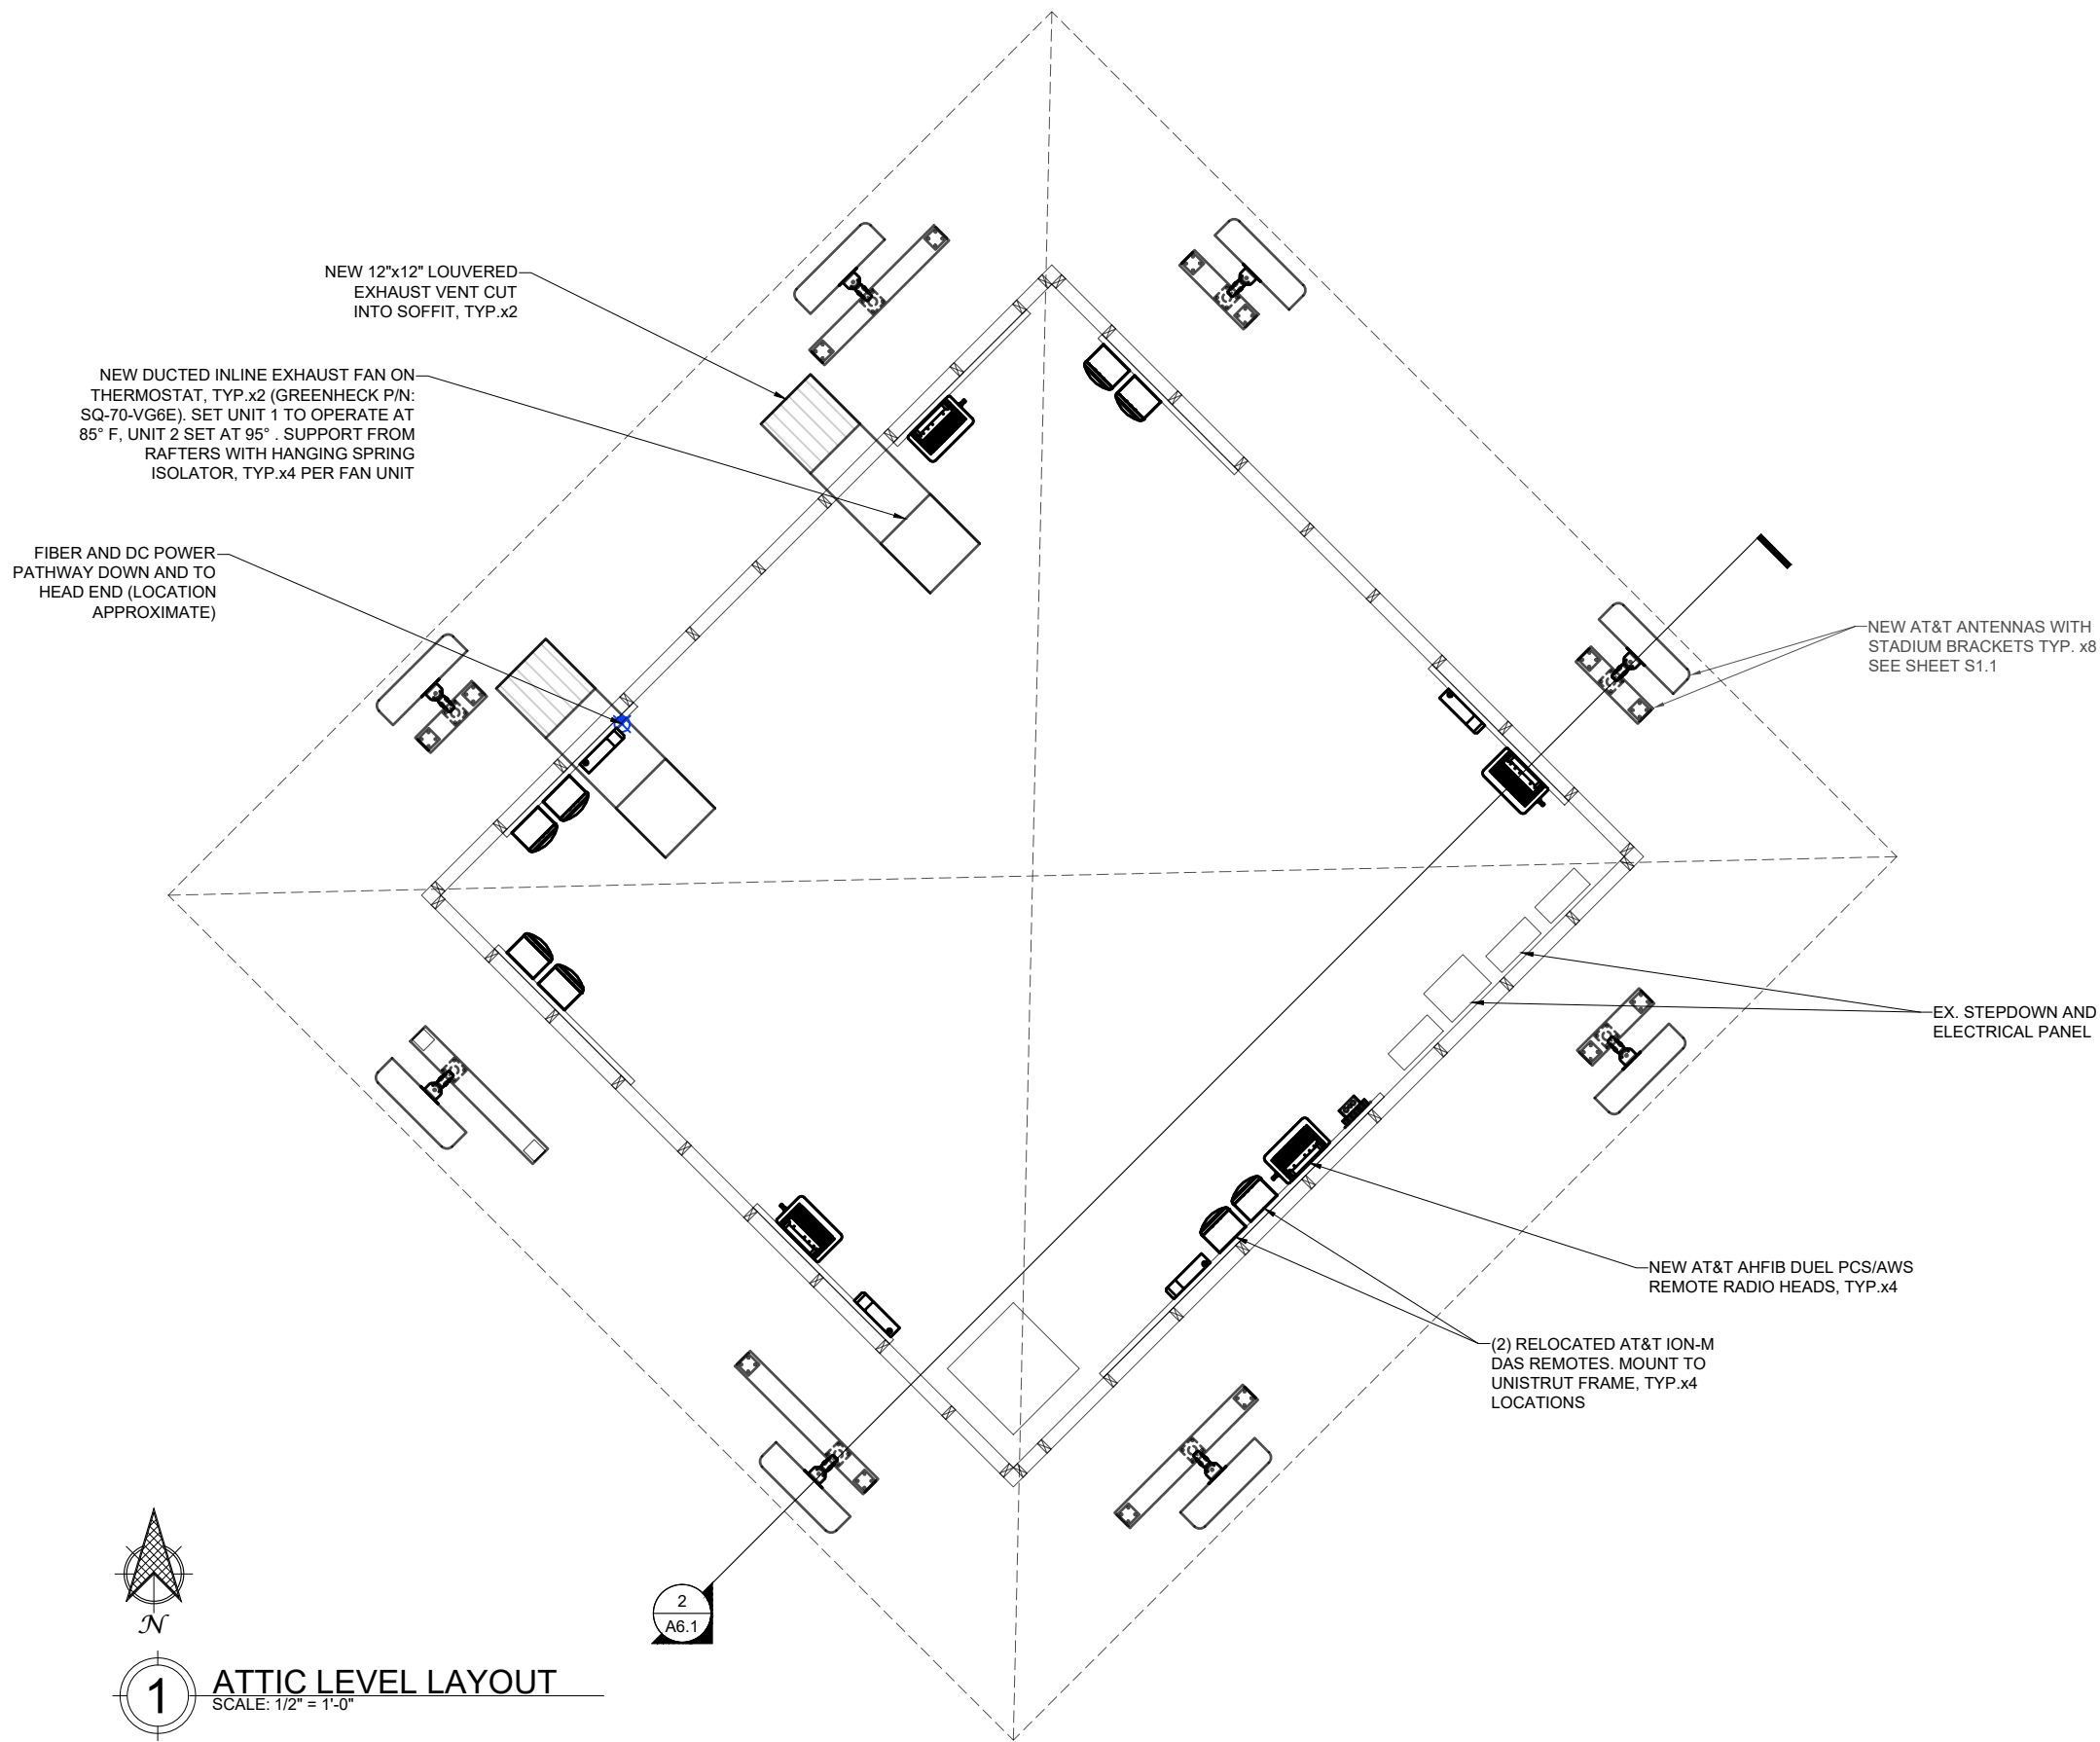 NEW 12"x12" LOUVERED
EXHAUST VENT CUT
INTO SOFFIT, TYP.x2
NEW DUCTED INLINE EXHAUST FAN ON
THERMOSTAT, TYP.x2 (GREENHECK P/N:
SQ-70-VG6E). SET UNIT 1 TO OPERATE AT
85° F, UNIT 2 SET AT 95° . SUPPORT FROM
RAFTERS WITH HANGING SPRING
ISOLATOR, TYP.x4 PER FAN UNIT
FIBER AND DC POWER
PATHWAY DOWN AND TO
HEAD END (LOCATION
APPROXIMATE)
NEW AT&T ANTENNAS WITH
STADIUM BRACKETS TYP. x8
SEE SHEET S1.1
EX. STEPDOWN AND
ELECTRICAL PANEL
NEW AT&T AHFIB DUEL PCS/AWS
REMOTE RADIO HEADS, TYP.x4
(2) RELOCATED AT&T ION-M
DAS REMOTES. MOUNT TO
UNISTRUT FRAME, TYP.x4
LOCATIONS
2
A6.1
N
1
ATTIC LEVEL LAYOUT
SCALE: 1/2" = 1'-0"